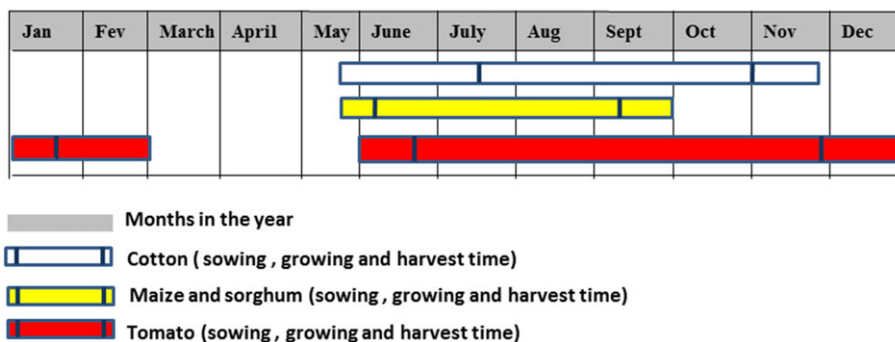 Jan Fev March April May June July Aug Sept Oct Nov Dec
Months in the year
Cotton ( sowing , growing and harvest time)
Maize and sorghum (sowing , growing and harvest time)
Tomato (sowing , growing and harvest time)